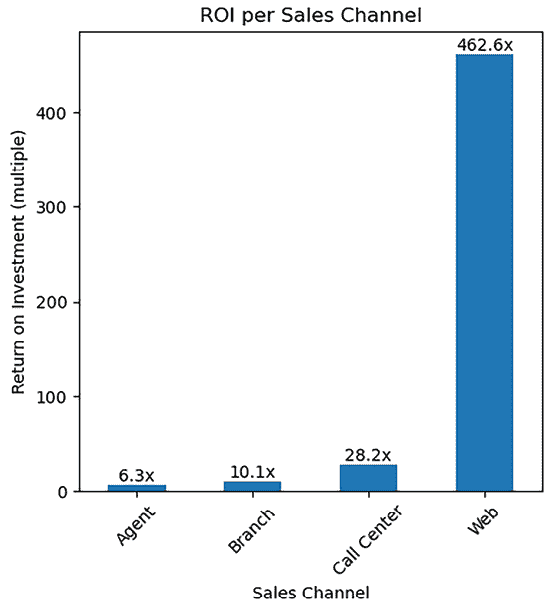 ROI per Sales Channel
462.6x
400
300
200
100
0
Return on Investment (multiple)
6.3x
10.1x
28.2x
Agent
Branch
Call Center
Web
Sales Channel